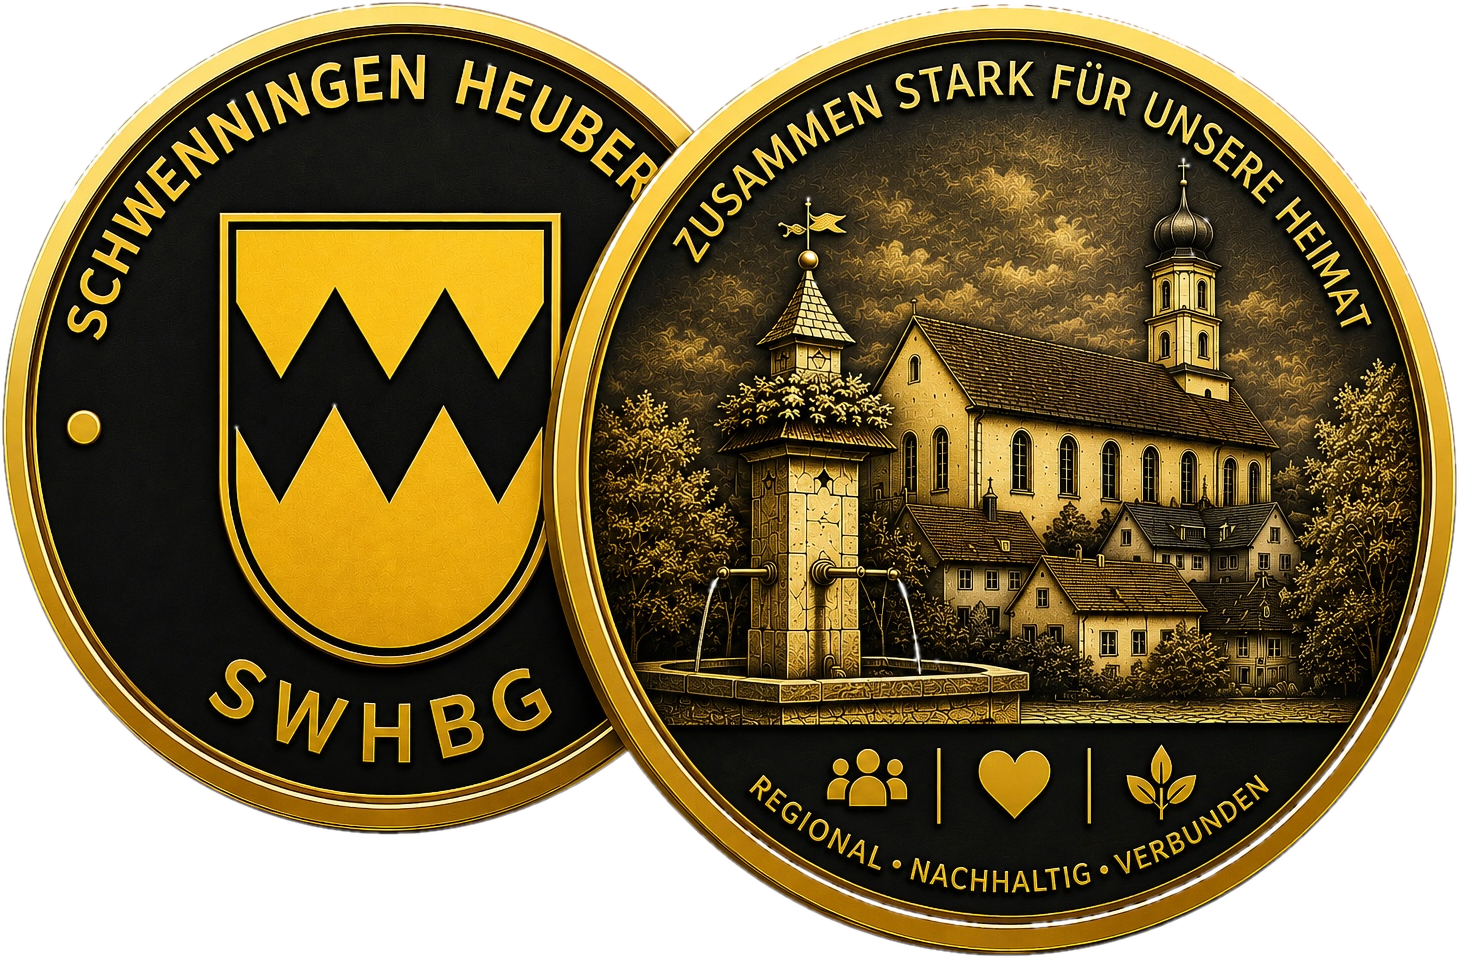 SCHWENNINGEN HEUBER
SWHBG
ZUSAMMEN STARK FÜR UNSERE HEIMAT
REGIONAL • NACHHALTIG • VERBUNDEN